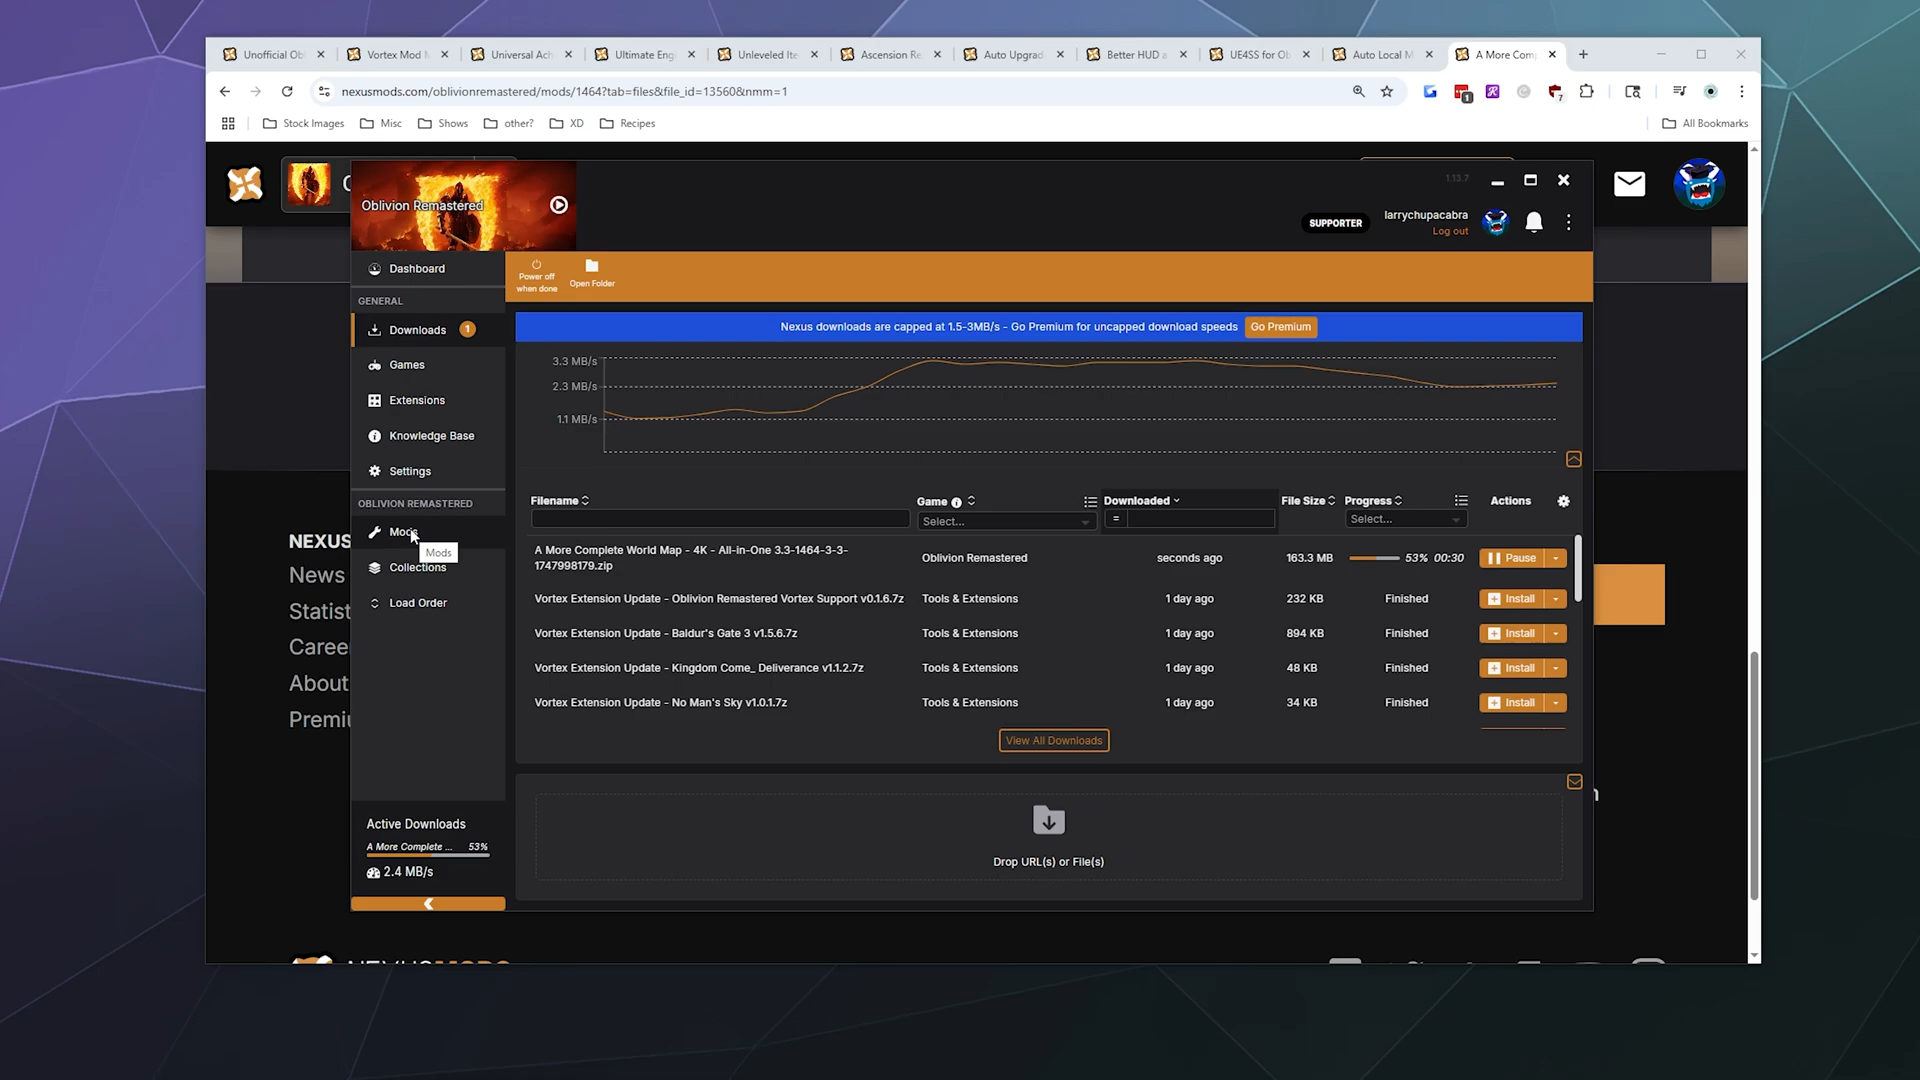 Unofficial Ob
Vortex Mod M
Universal Ach
Ultimate Engi
Unleveled Ite
Ascension Re
Auto Upgrad
Better HUD a
UE4SS for Ob
Auto Local M
A More Comp
nexusmods.com/oblivionremastered/mods/1464?tab=files&file_id=13560&nmm=1
1
7
Stock Images
Misc
Shows
other?
XD
Recipes
All Bookmarks
Oblivion Remastered
1.13.7
SUPPORTER
larrychupacabra
Log out
Dashboard
GENERAL
Downloads
1
Games
Extensions
Knowledge Base
Settings
OBLIVION REMASTERED
Mods
Mods
Collections
Load Order
Power off
when done
Open Folder
Nexus downloads are capped at 1.5-3MB/s - Go Premium for uncapped download speeds
Go Premium
3.3 MB/s
2.3 MB/s
1.1 MB/s
Filename
Game
Downloaded
File Size
Progress
Actions
Select...
=
Select...
A More Complete World Map - 4K - All-in-One 3.3-1464-3-3-
1747998179.zip
Oblivion Remastered
seconds ago
163.3 MB
53% 00:30
Pause
Vortex Extension Update - Oblivion Remastered Vortex Support v0.1.6.7z
Tools & Extensions
1 day ago
232 KB
Finished
Install
Vortex Extension Update - Baldur's Gate 3 v1.5.6.7z
Tools & Extensions
1 day ago
894 KB
Finished
Install
Vortex Extension Update - Kingdom Come_ Deliverance v1.1.2.7z
Tools & Extensions
1 day ago
48 KB
Finished
Install
Vortex Extension Update - No Man's Sky v1.0.1.7z
Tools & Extensions
1 day ago
34 KB
Finished
Install
View All Downloads
Drop URL(s) or File(s)
Active Downloads
A More Complete ... 53%
2.4 MB/s
NEXUS
News
Statist
Caree
About
Premiu